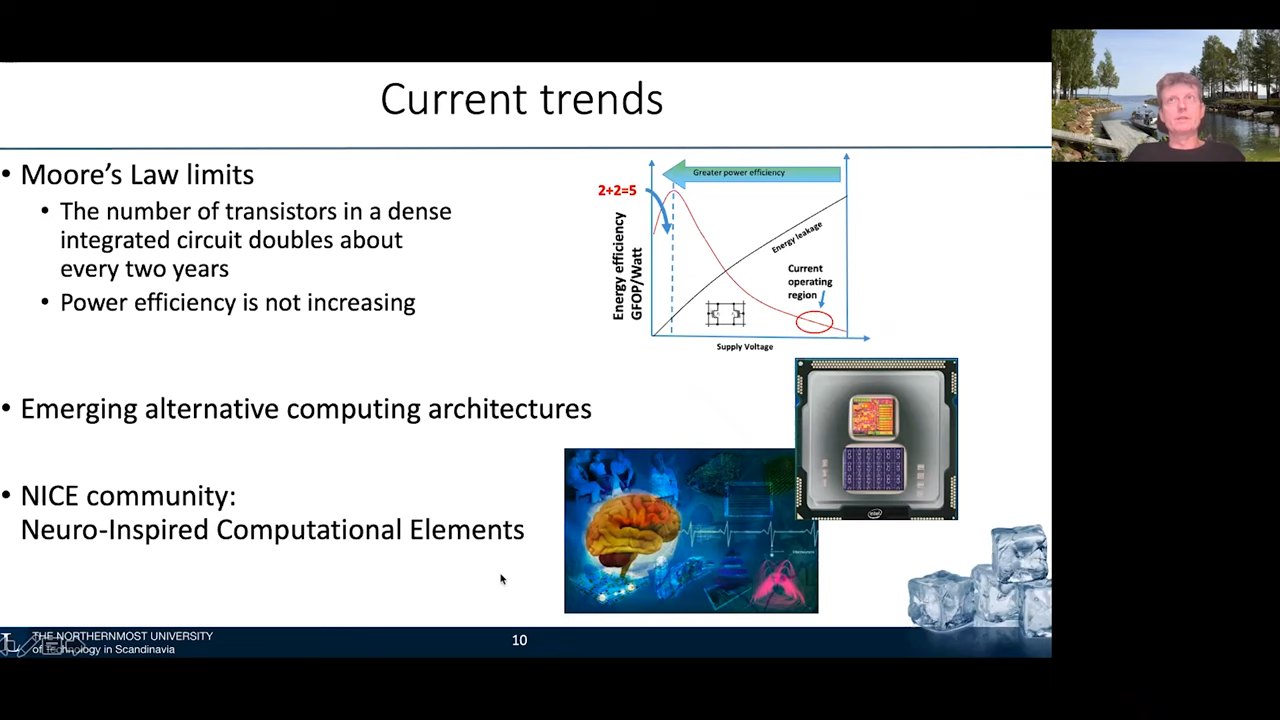 Current trends
• Moore's Law limits
• The number of transistors in a dense
integrated circuit doubles about
every two years
• Power efficiency is not increasing
• Emerging alternative computing architectures
• NICE community:
Neuro-Inspired Computational Elements
Greater power efficiency
2+2=5
Energy efficiency
GFOP/Watt
Energy leakage
Current
operating
region
Supply Voltage
intel
THE NORTHERNMOST UNIVERSITY
of Technology in Scandinavia
10